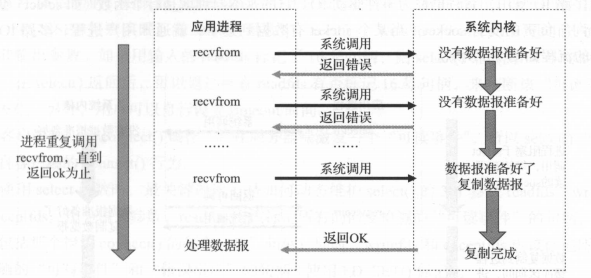 应用进程
系统内核
recvfrom
系统调用
没有数据报准备好
返回错误
recvfrom
系统调用
没有数据报准备好
返回错误
……
……
进程重复调用
recvfrom，直到
返回ok为止
recvfrom
系统调用
数据报准备好了
复制数据报
处理数据报
返回OK
复制完成